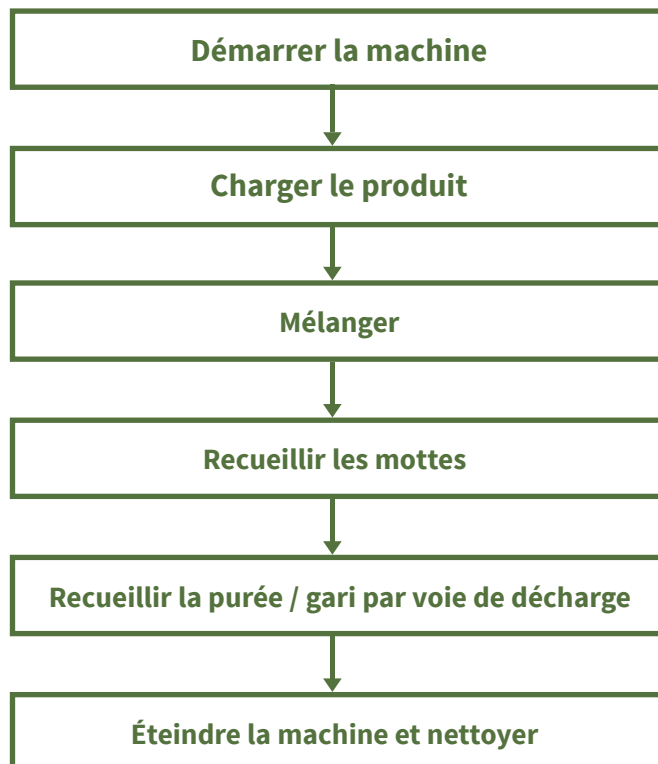 Démarrer la machine
Charger le produit
Mélanger
Recueillir les mottes
Recueillir la purée / gari par voie de décharge
Éteindre la machine et nettoyer